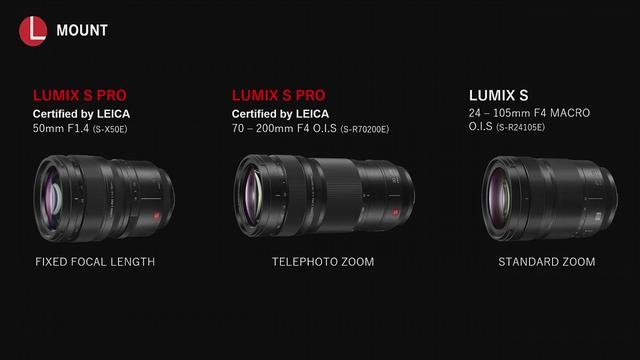 L MOUNT
LUMIX S PRO
Certified by LEICA
50mm F1.4 (S-X50E)
FIXED FOCAL LENGTH
LUMIX S PRO
Certified by LEICA
70 – 200mm F4 O.I.S (S-R70200E)
TELEPHOTO ZOOM
LUMIX S
24 – 105mm F4 MACRO
O.I.S (S-R24105E)
STANDARD ZOOM